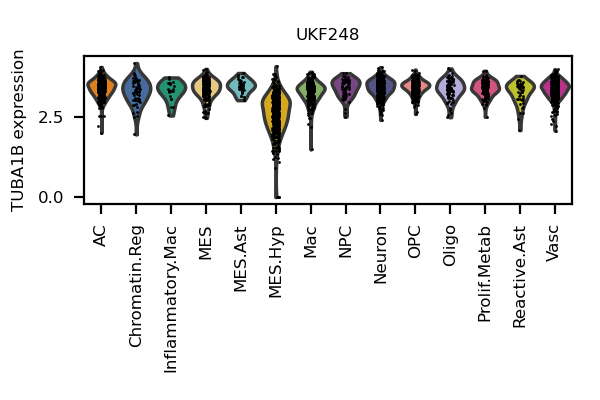 UKF248
TUBA1B expression
2.5
0.0
AC
Chromatin.Reg
Inflammatory.Mac
MES
MES.Ast
MES.Hyp
Mac
NPC
Neuron
OPC
Oligo
Prolif.Metab
Reactive.Ast
Vasc